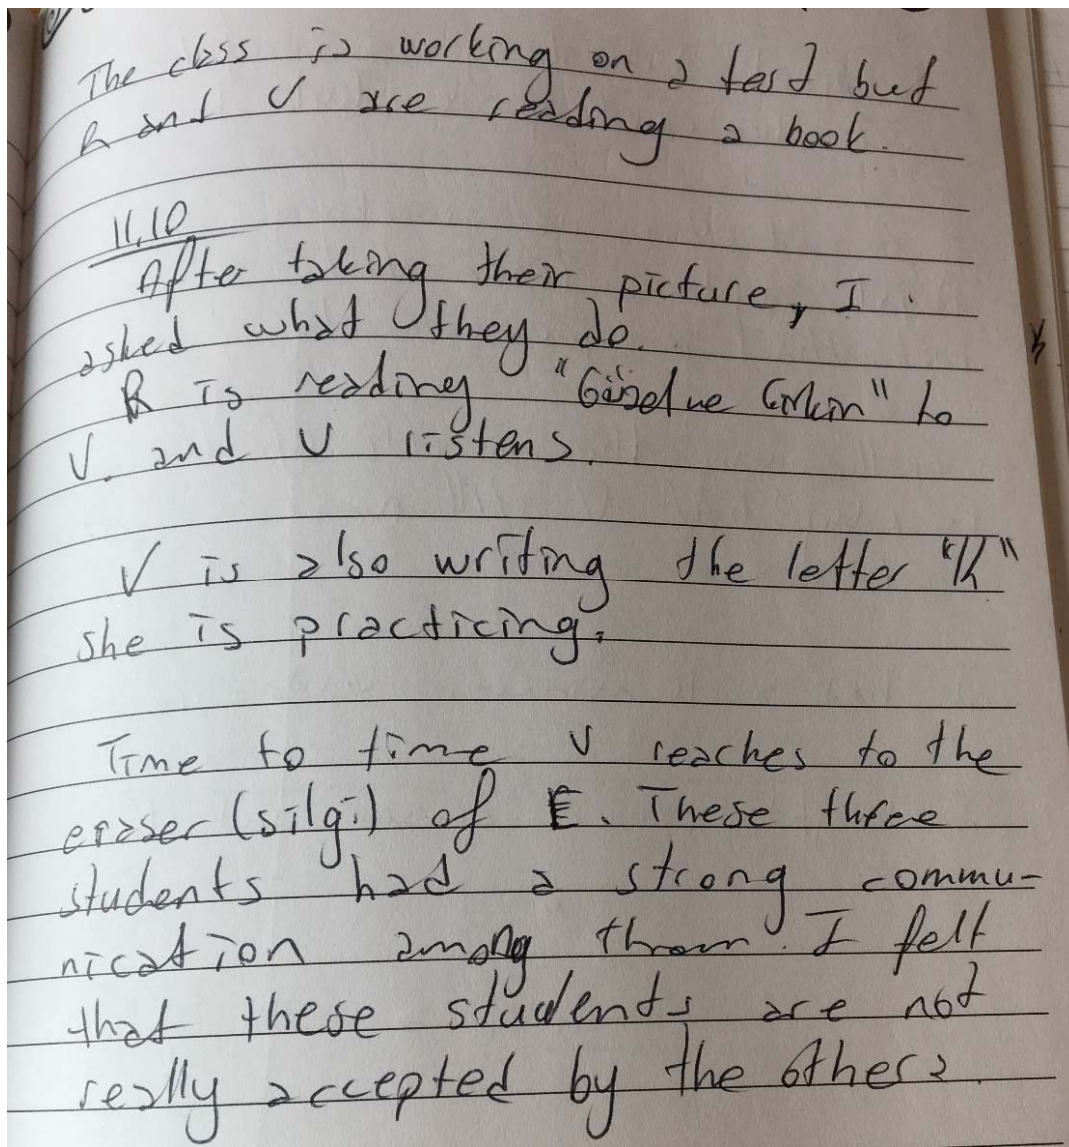 The class is working on a test but
R and V are reading a book.
11.10
After taking their picture, I
asked what they do.
R is reading "Güzel ve Çirkin" to
V. and V listens.
V is also writing the letter "h"
she is practicing.
Time to time V reaches to the
eraser (silgi) of E. These three
students had a strong commu-
nication among them. I felt
that these students are not
really accepted by the others.